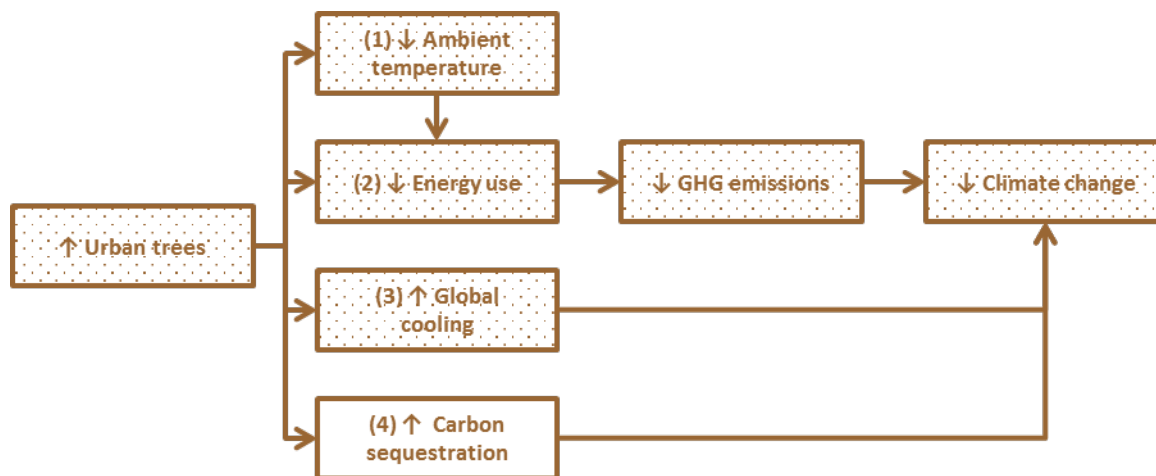 (1) ↓ Ambient
temperature
(2) ↓ Energy use
↓ GHG emissions
↓ Climate change
↑ Urban trees
(3) ↑ Global
cooling
(4) ↑ Carbon
sequestration